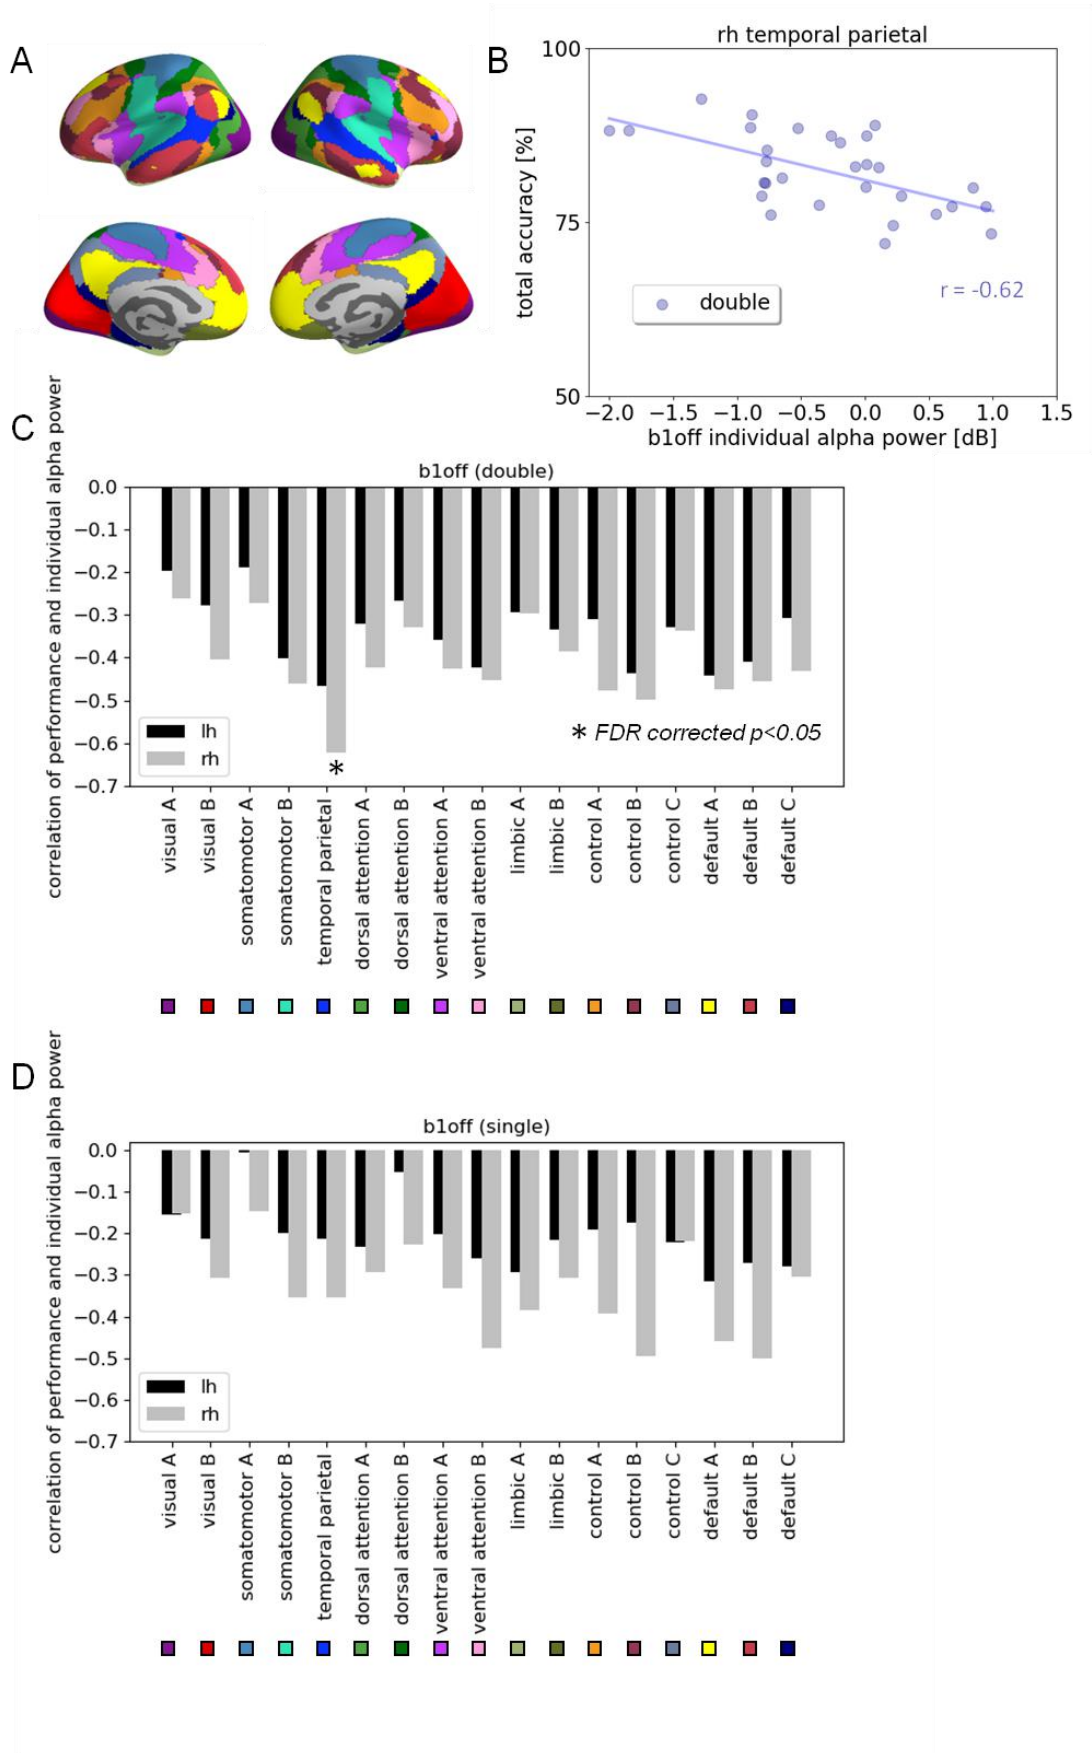 A
B
rh temporal parietal
100
75
50
total accuracy [%]
double
r = -0.62
−2.0 −1.5 −1.0 −0.5 0.0 0.5 1.0 1.5
b1off individual alpha power [dB]
C
correlation of performance and individual alpha power
b1off (double)
0.0
−0.1
−0.2
−0.3
−0.4
−0.5
−0.6
−0.7
lh
rh
*
* FDR corrected p<0.05
visual A
visual B
somatomotor A
somatomotor B
temporal parietal
dorsal attention A
dorsal attention B
ventral attention A
ventral attention B
limbic A
limbic B
control A
control B
control C
default A
default B
default C
D
correlation of performance and individual alpha power
b1off (single)
0.0
−0.1
−0.2
−0.3
−0.4
−0.5
−0.6
−0.7
lh
rh
visual A
visual B
somatomotor A
somatomotor B
temporal parietal
dorsal attention A
dorsal attention B
ventral attention A
ventral attention B
limbic A
limbic B
control A
control B
control C
default A
default B
default C